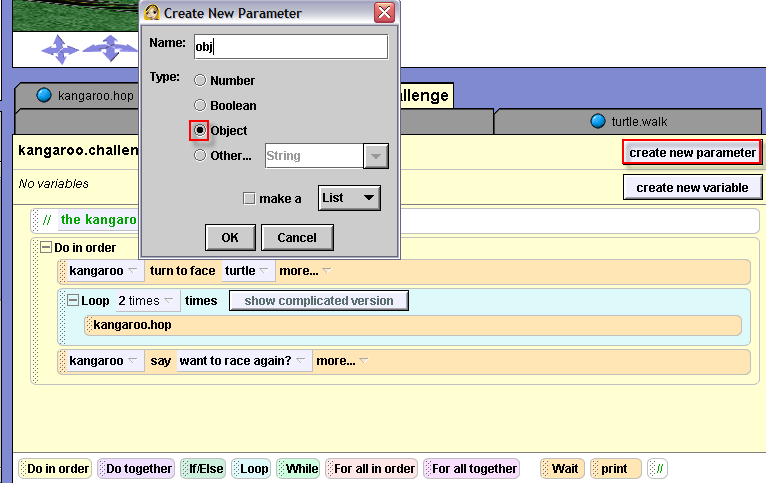 Create New Parameter
Name: obj
Type: Number
Boolean
Object
Other... String
make a List
OK Cancel
kangaroo.hop
allenge
turtle.walk
kangaroo.challen
create new parameter
No variables
create new variable
// the kangaro
Do in order
kangaroo turn to face turtle more...
Loop 2 times times show complicated version
kangaroo.hop
kangaroo say want to race again? more...
Do in order Do together If/Else Loop While For all in order For all together Wait print //